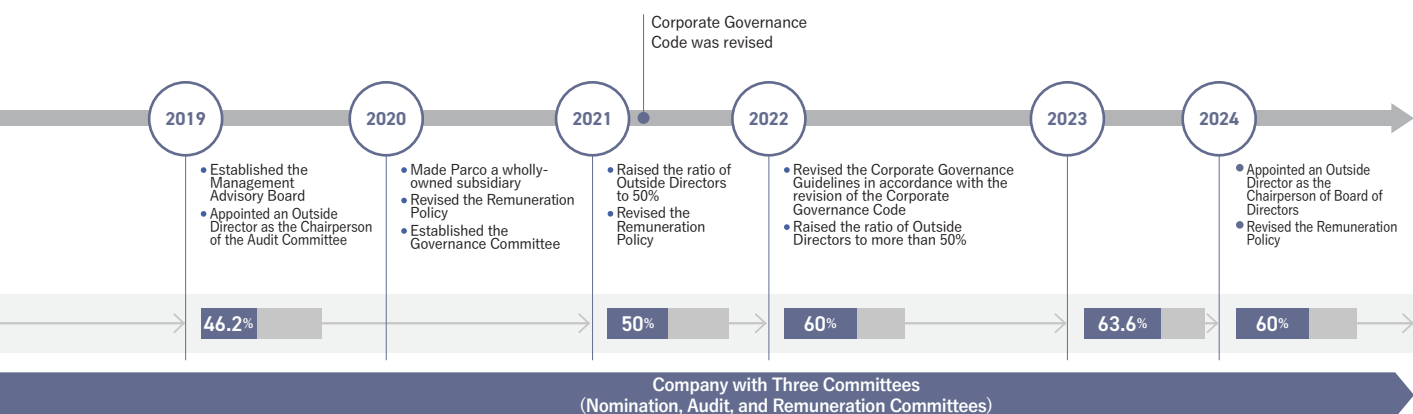 Corporate Governance
Code was revised
2019
2020
2021
2022
2023
2024
• Established the
Management
Advisory Board
• Appointed an Outside
Director as the Chairperson
of the Audit Committee
• Made Parco a wholly-
owned subsidiary
• Revised the Remuneration
Policy
• Established the
Governance Committee
• Raised the ratio of
Outside Directors
to 50%
• Revised the
Remuneration
Policy
• Revised the Corporate Governance
Guidelines in accordance with the
revision of the Corporate
Governance Code
• Raised the ratio of Outside
Directors to more than 50%
• Appointed an Outside
Director as the
Chairperson of Board of
Directors
• Revised the Remuneration
Policy
46.2%
50%
60%
63.6%
60%
Company with Three Committees
(Nomination, Audit, and Remuneration Committees)